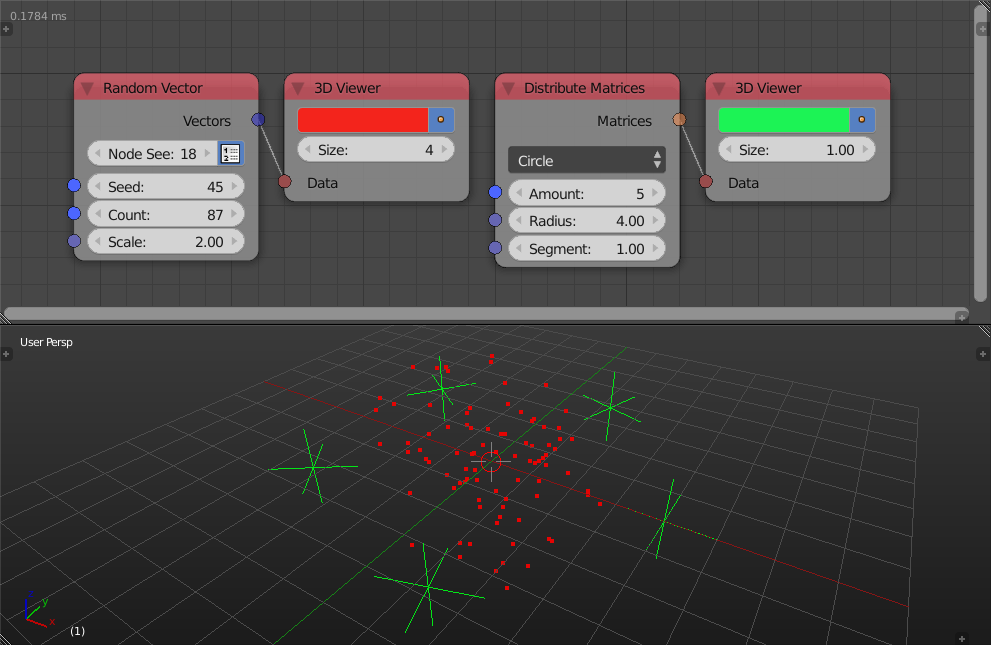 0.1784 ms
Random Vector
Vectors
Node See: 18
1
2
Seed: 45
Count: 87
Scale: 2.00
3D Viewer
Size: 4
Data
Distribute Matrices
Matrices
Circle
Amount: 5
Radius: 4.00
Segment: 1.00
3D Viewer
Size: 1.00
Data
User Persp
z
y
x
(1)